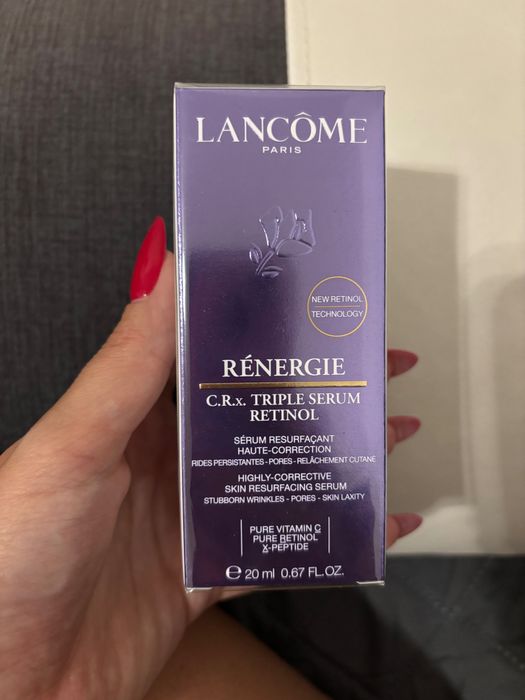 LANCÔME
PARIS
NEW RETINOL
TECHNOLOGY
RÉNERGIE
C.R.x. TRIPLE SERUM
RETINOL
SÉRUM RESURFAÇANT
HAUTE-CORRECTION
RIDES PERSISTANTES - PORES - RELÂCHEMENT CUTANÉ
HIGHLY-CORRECTIVE
SKIN RESURFACING SERUM
STUBBORN WRINKLES - PORES - SKIN LAXITY
PURE VITAMIN C
PURE RETINOL
X-PEPTIDE
e 20 ml 0.67 FL.OZ.